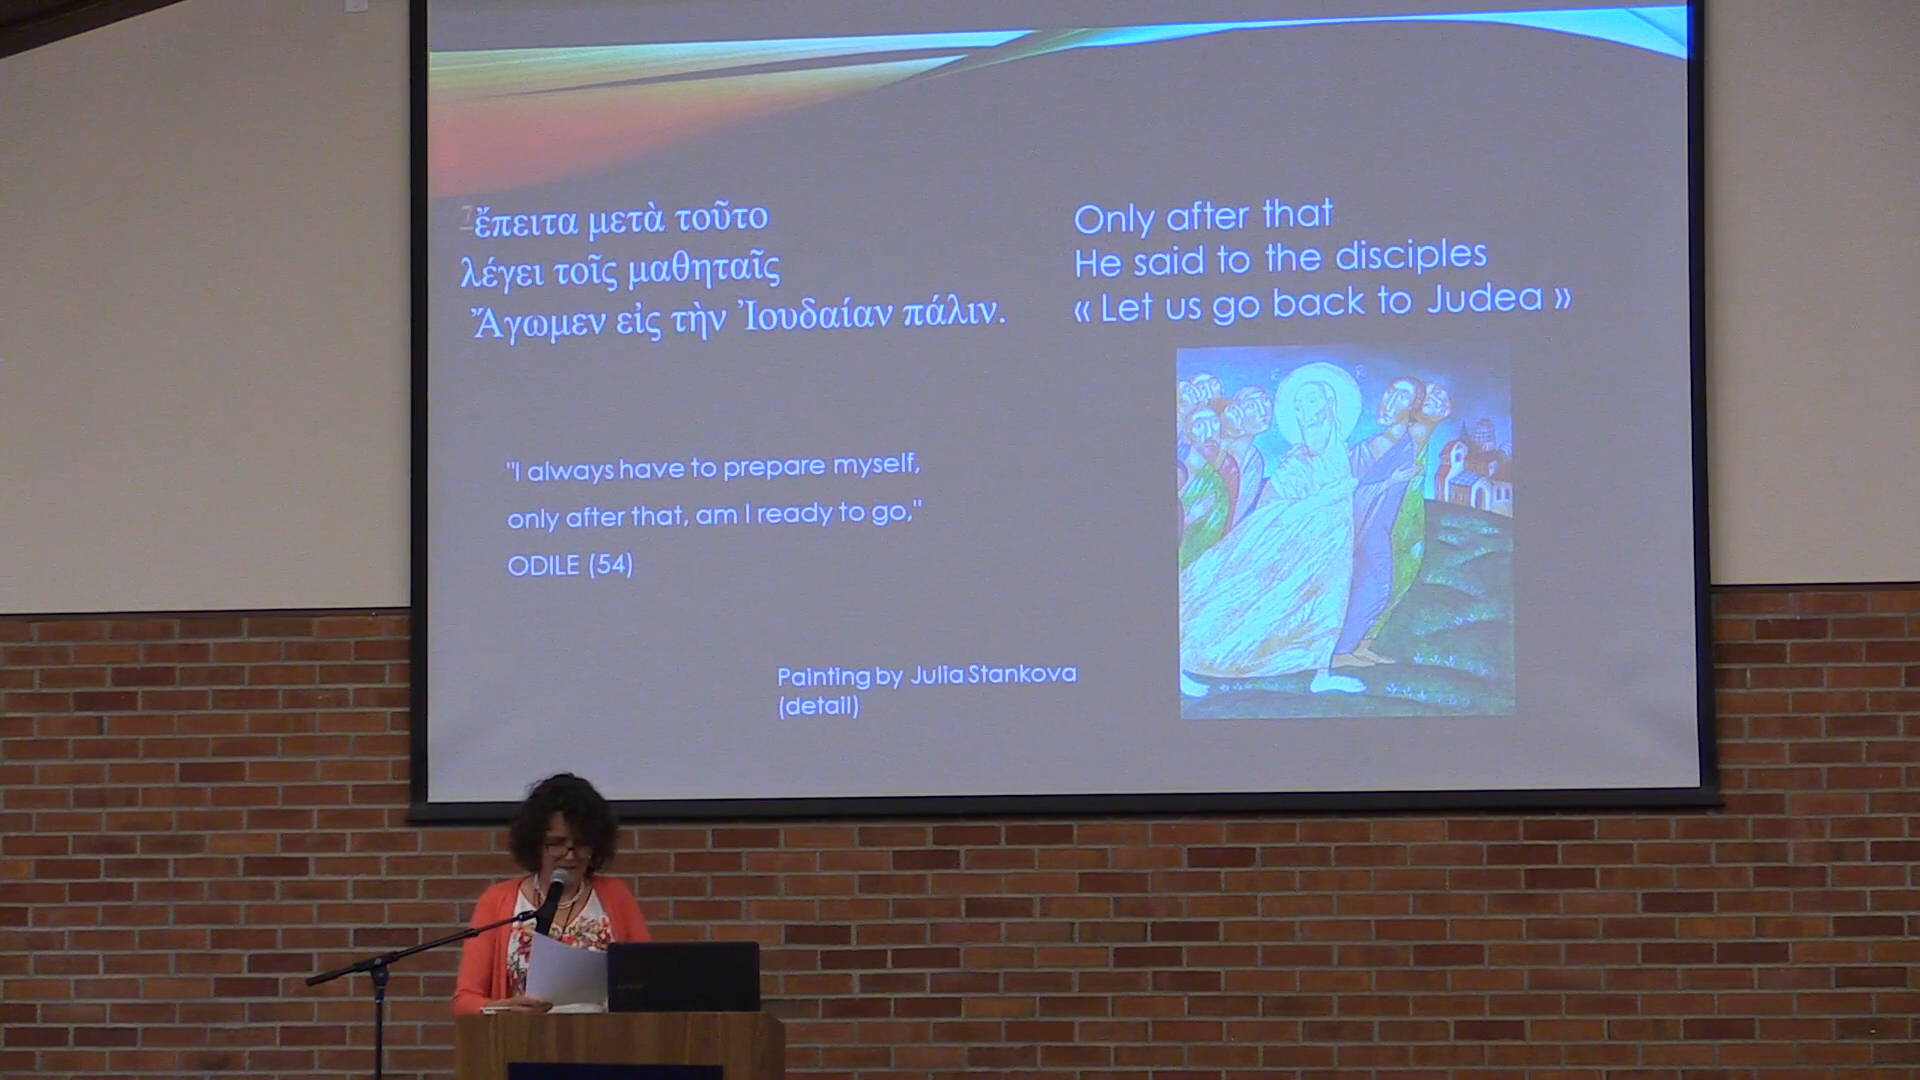 7 ἔπειτα μετὰ τοῦτο
λέγει τοῖς μαθηταῖς
Ἄγωμεν εἰς τὴν Ἰουδαίαν πάλιν.
Only after that
He said to the disciples
« Let us go back to Judea »
"I always have to prepare myself,
only after that, am I ready to go,"
ODILE (54)
Painting by Julia Stankova
(detail)